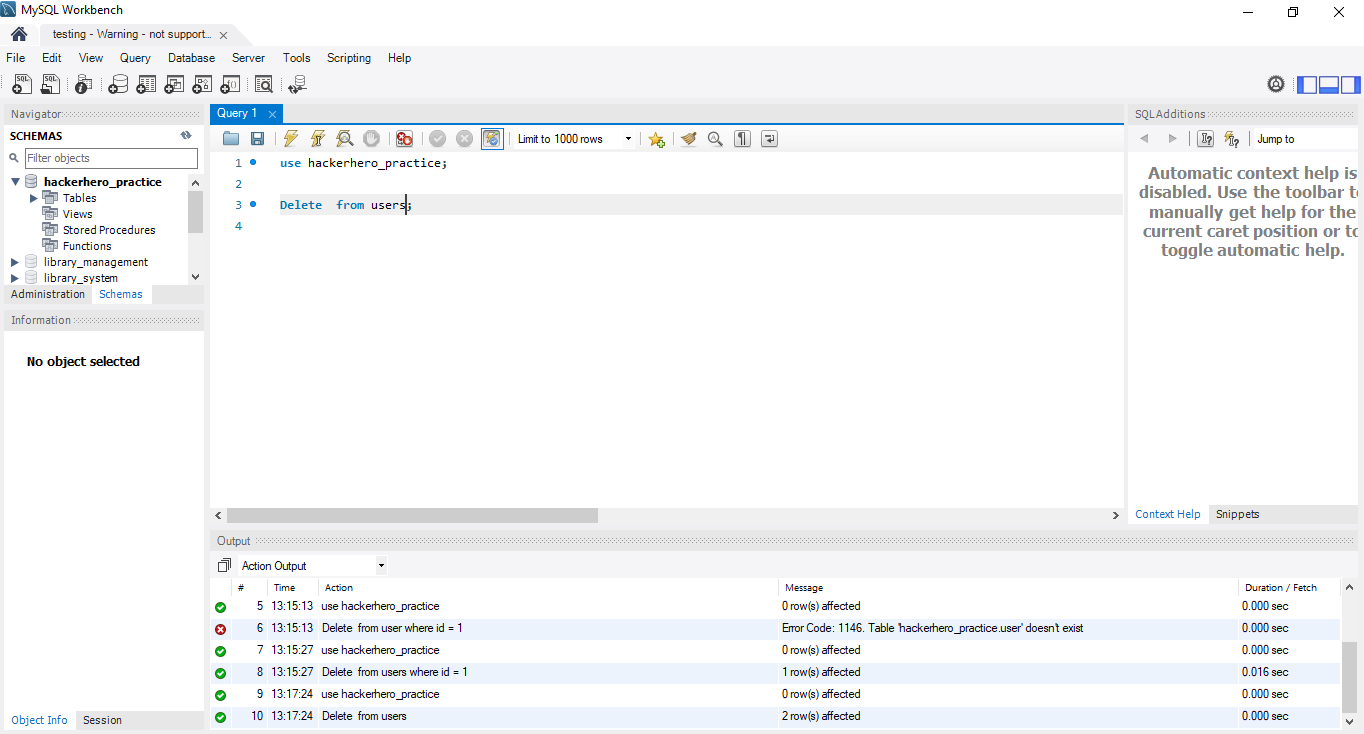 MySQL Workbench
testing - Warning - not support...
File Edit View Query Database Server Tools Scripting Help
Navigator
SCHEMAS
Filter objects
hackerhero_practice
Tables
Views
Stored Procedures
Functions
library_management
library_system
Administration Schemas
Information
No object selected
Object Info Session
Query 1
Limit to 1000 rows
1 use hackerhero_practice;
2
3 Delete  from users;
4
SQLAdditions
Jump to
Automatic context help is
disabled. Use the toolbar to
manually get help for the
current caret position or to
toggle automatic help.
Context Help Snippets
Output
Action Output
# Time Action Message Duration / Fetch
5 13:15:13 use hackerhero_practice 0 row(s) affected 0.000 sec
6 13:15:13 Delete  from user where id = 1 Error Code: 1146. Table 'hackerhero_practice.user' doesn't exist 0.000 sec
7 13:15:27 use hackerhero_practice 0 row(s) affected 0.000 sec
8 13:15:27 Delete  from users where id = 1 1 row(s) affected 0.016 sec
9 13:17:24 use hackerhero_practice 0 row(s) affected 0.000 sec
10 13:17:24 Delete  from users 2 row(s) affected 0.000 sec